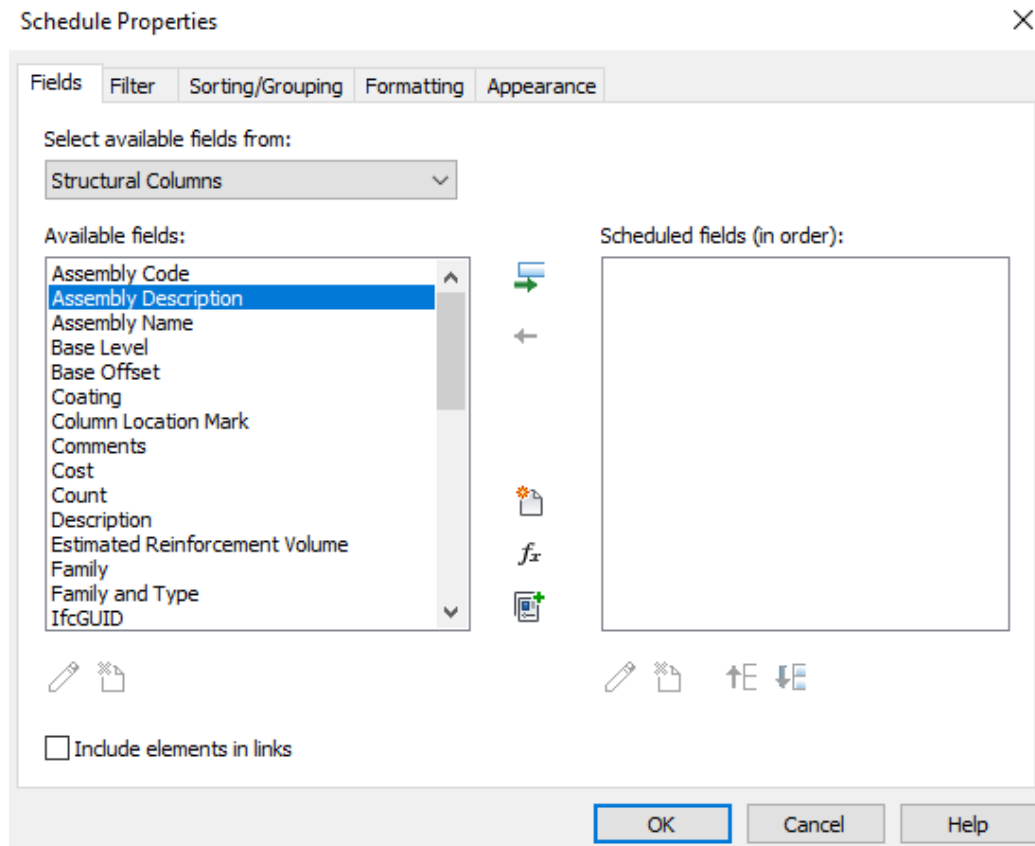 Schedule Properties
Fields Filter Sorting/Grouping Formatting Appearance
Select available fields from:
Structural Columns
Available fields:
Scheduled fields (in order):
Assembly Code
Assembly Description
Assembly Name
Base Level
Base Offset
Coating
Column Location Mark
Comments
Cost
Count
Description
Estimated Reinforcement Volume
Family
Family and Type
IfcGUID
fx
Include elements in links
OK Cancel Help